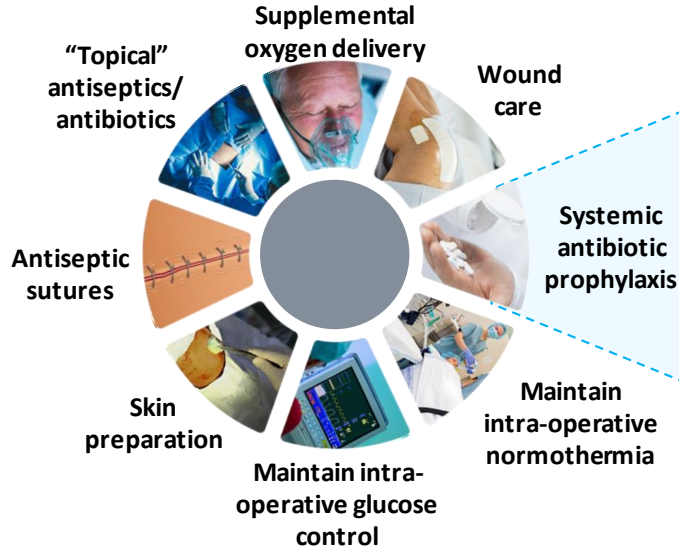 Supplemental
oxygen delivery
Wound
care
Systemic
antibiotic
prophylaxis
Maintain
intra-operative
normothermia
Maintain intra-
operative glucose
control
Skin
preparation
Antiseptic
sutures
“Topical”
antiseptics/
antibiotics